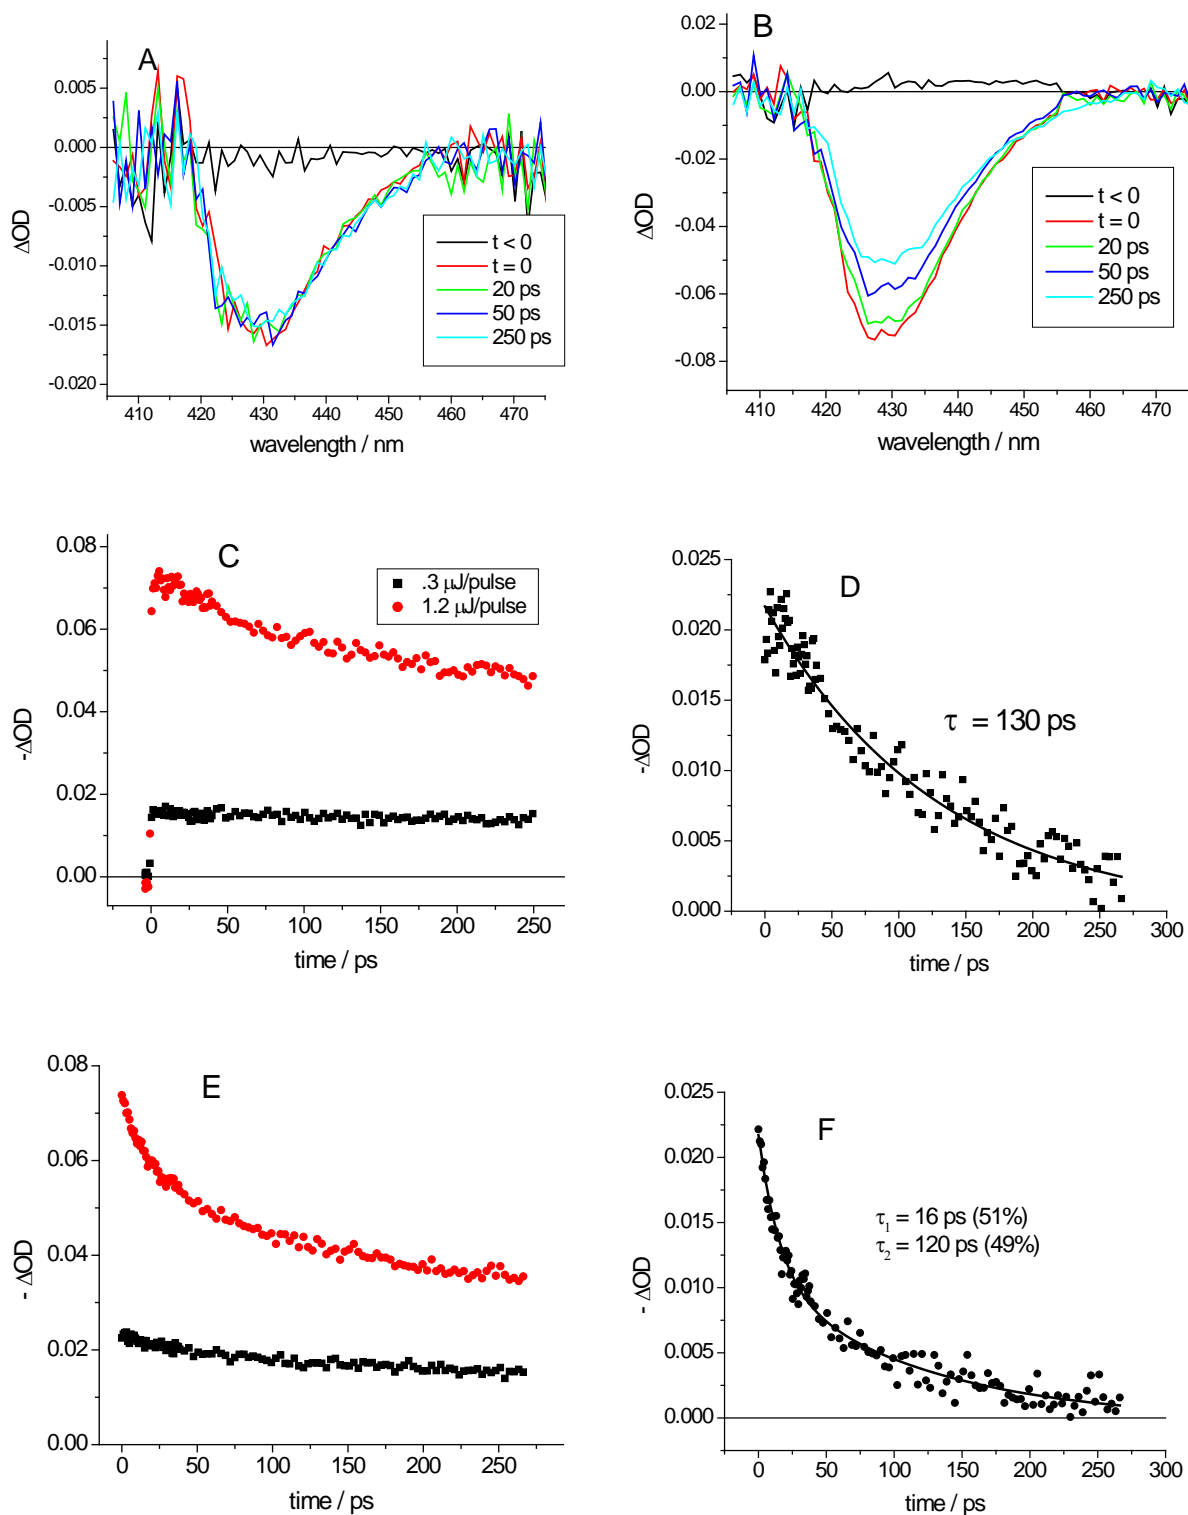 A
0.005
0.000
-0.005
-0.010
-0.015
-0.020
ΔOD
410 420 430 440 450 460 470
wavelength / nm
t < 0
t = 0
20 ps
50 ps
250 ps
B
0.02
0.00
-0.02
-0.04
-0.06
-0.08
ΔOD
410 420 430 440 450 460 470
wavelength / nm
t < 0
t = 0
20 ps
50 ps
250 ps
C
0.08
0.06
0.04
0.02
0.00
-ΔOD
0 50 100 150 200 250
time / ps
.3 μJ/pulse
1.2 μJ/pulse
D
0.025
0.020
0.015
0.010
0.005
0.000
-ΔOD
τ = 130 ps
0 50 100 150 200 250 300
time / ps
E
0.08
0.06
0.04
0.02
0.00
- ΔOD
0 50 100 150 200 250
time / ps
F
0.025
0.020
0.015
0.010
0.005
0.000
- ΔOD
τ1 = 16 ps (51%)
τ2 = 120 ps (49%)
0 50 100 150 200 250 300
time / ps